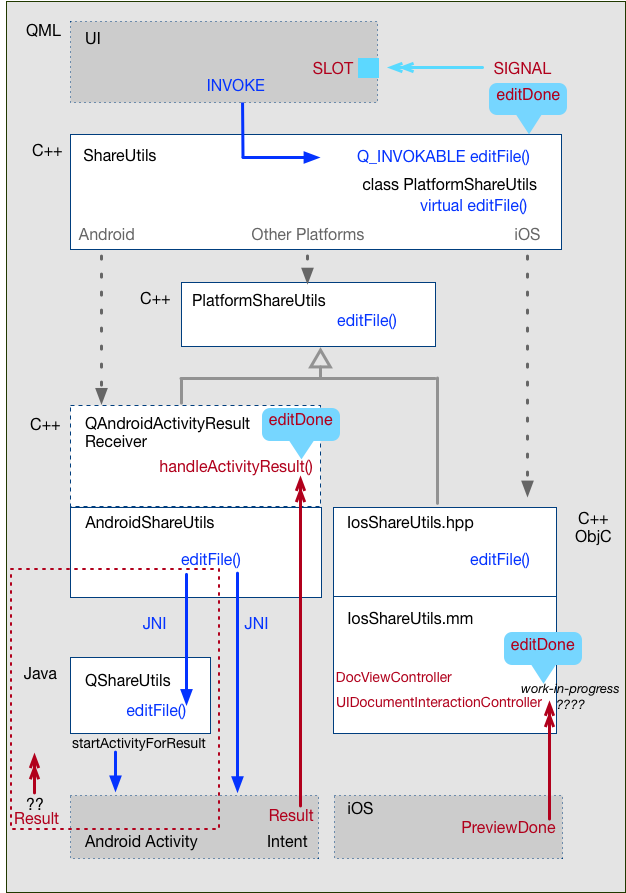 QML
UI
SLOT
SIGNAL
INVOKE
editDone
C++
ShareUtils
Q_INVOKABLE editFile()
class PlatformShareUtils
virtual editFile()
Android
Other Platforms
iOS
C++
PlatformShareUtils
editFile()
C++
QAndroidActivityResult
Receiver
editDone
handleActivityResult()
AndroidShareUtils
editFile()
IosShareUtils.hpp
editFile()
C++
ObjC
JNI
JNI
IosShareUtils.mm
editDone
Java
QShareUtils
editFile()
DocViewController
UIDocumentInteractionController
work-in-progress
????
startActivityForResult
??
Result
Result
Android Activity
Intent
iOS
PreviewDone